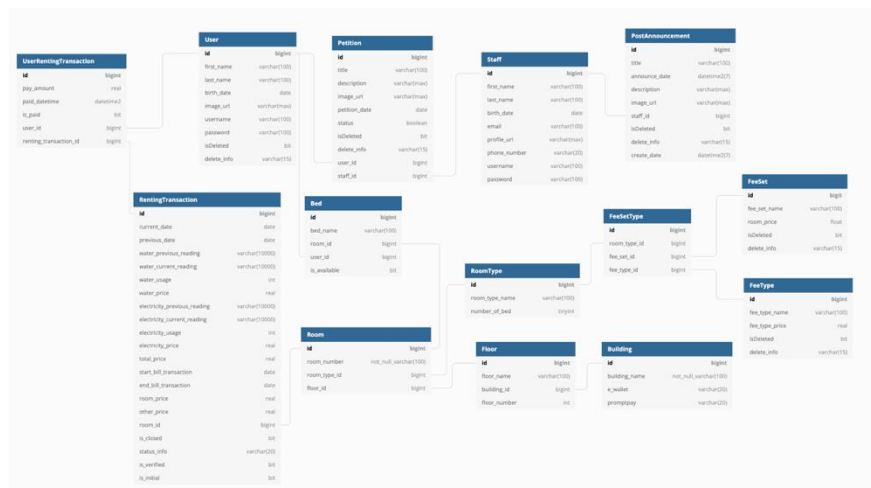 UserRentingTransaction
id bigint
pay_amount real
paid_datetime datetime2
is_paid bit
user_id bigint
renting_transaction_id bigint
User
id bigint
first_name varchar(100)
last_name varchar(100)
birth_date date
image_url varchar(max)
username varchar(100)
password varchar(100)
isDeleted bit
delete_info varchar(15)
Petition
id bigint
title varchar(100)
description varchar(max)
image_url varchar(max)
petition_date date
status boolean
isDeleted bit
delete_info varchar(15)
user_id bigint
staff_id bigint
Staff
id bigint
first_name varchar(100)
last_name varchar(100)
birth_date date
email varchar(100)
profile_url varchar(max)
phone_number varchar(20)
username varchar(100)
password varchar(100)
PostAnnouncement
id bigint
title varchar(100)
announce_date datetime2(7)
description varchar(max)
image_url varchar(max)
staff_id bigint
isDeleted bit
delete_info varchar(15)
create_date datetime2(7)
RentingTransaction
id bigint
current_date date
previous_date date
water_previous_reading varchar(10000)
water_current_reading varchar(10000)
water_usage int
water_price real
electricity_previous_reading varchar(10000)
electricity_current_reading varchar(10000)
electricity_usage int
electricity_price real
total_price real
start_bill_transaction date
end_bill_transaction date
room_price real
other_price real
room_id bigint
is_closed bit
status_info varchar(20)
is_verified bit
is_initial bit
Bed
id bigint
bed_name varchar(100)
room_id bigint
user_id bigint
is_available bit
Room
id bigint
room_number not_null_varchar(100)
room_type_id bigint
floor_id bigint
RoomType
id bigint
room_type_name varchar(100)
number_of_bed tinyint
FeeSetType
id bigint
room_type_id bigint
fee_set_id bigint
fee_type_id bigint
FeeSet
id bigit
fee_set_name varchar(100)
room_price float
isDeleted bit
delete_info varchar(15)
FeeType
id bigint
fee_type_name varchar(100)
fee_type_price real
isDeleted bit
delete_info varchar(15)
Floor
id bigint
floor_name varchar(100)
building_id bigint
floor_number int
Building
id bigint
building_name not_null_varchar(100)
e_wallet varchar(20)
promptpay varchar(20)